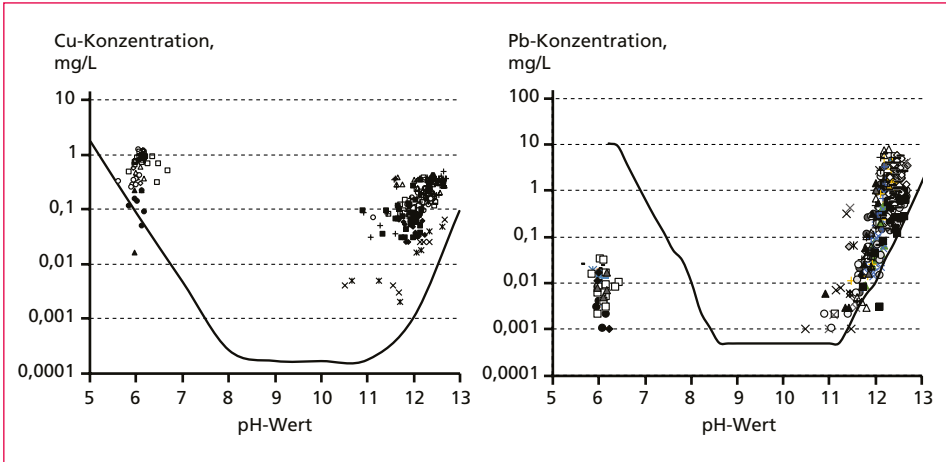 Cu-Konzentration,
mg/L
10
1
0,1
0,01
0,001
0,0001
5 6 7 8 9 10 11 12 13
pH-Wert
Pb-Konzentration,
mg/L
100
10
1
0,1
0,01
0,001
0,0001
5 6 7 8 9 10 11 12 13
pH-Wert